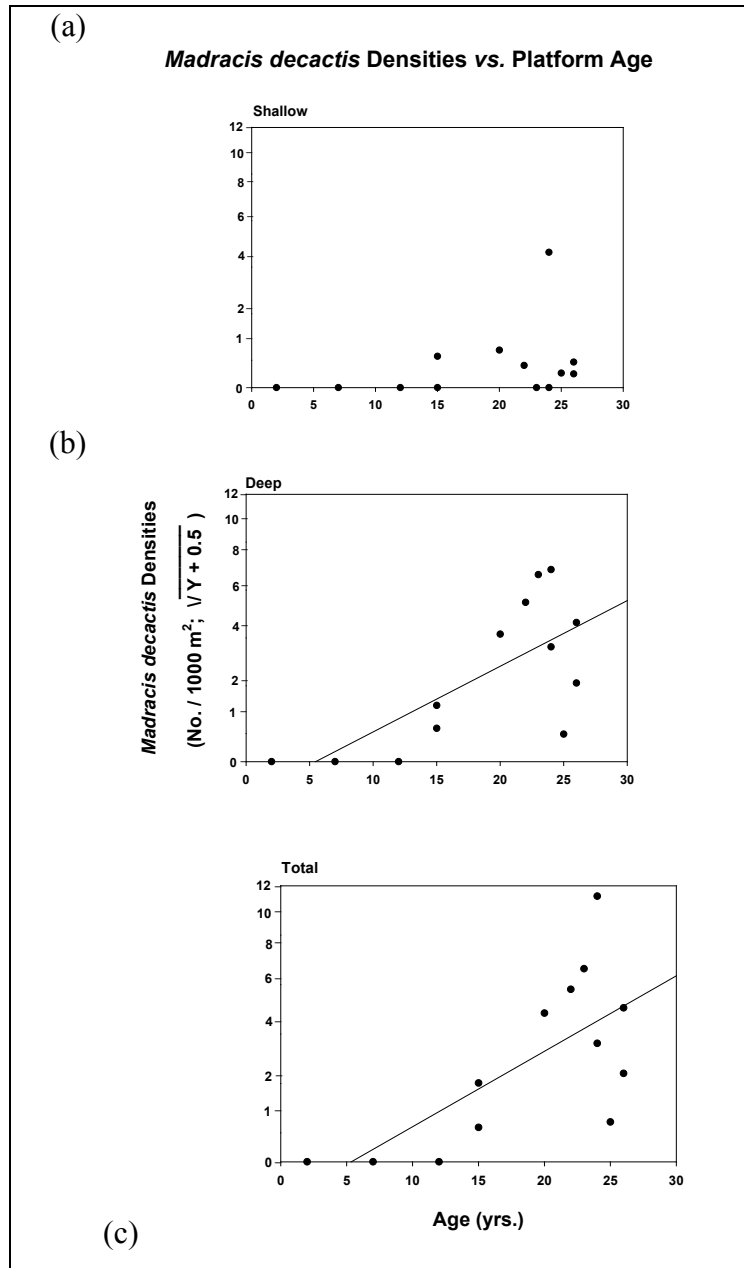 (a)
Madracis decactis Densities vs. Platform Age
Shallow
12
10
8
6
4
2
1
0
0 5 10 15 20 25 30
(b)
Deep
Madracis decactis Densities
(No. / 1000 m²; \/ Y + 0.5 )
12
10
8
6
4
2
1
0
0 5 10 15 20 25 30
Total
12
10
8
6
4
2
1
0
0 5 10 15 20 25 30
Age (yrs.)
(c)